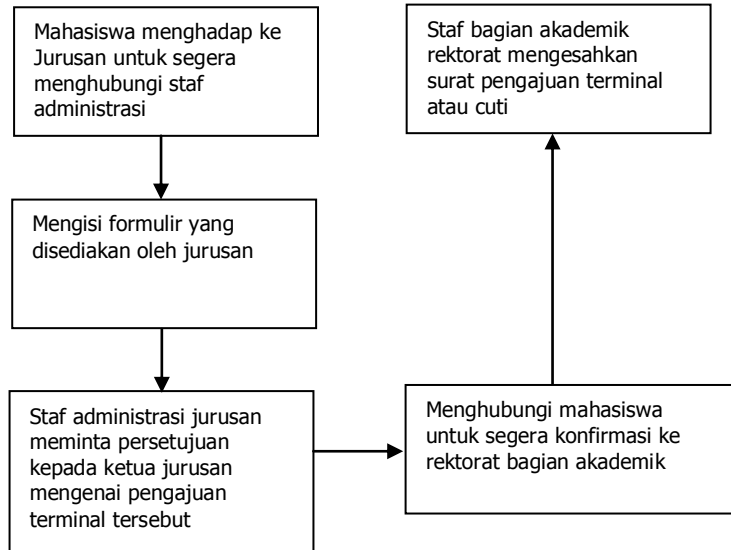 Mahasiswa menghadap ke
Jurusan untuk segera
menghubungi staf
administrasi
Mengisi formulir yang
disediakan oleh jurusan
Staf administrasi jurusan
meminta persetujuan
kepada ketua jurusan
mengenai pengajuan
terminal tersebut
Menghubungi mahasiswa
untuk segera konfirmasi ke
rektorat bagian akademik
Staf bagian akademik
rektorat mengesahkan
surat pengajuan terminal
atau cuti